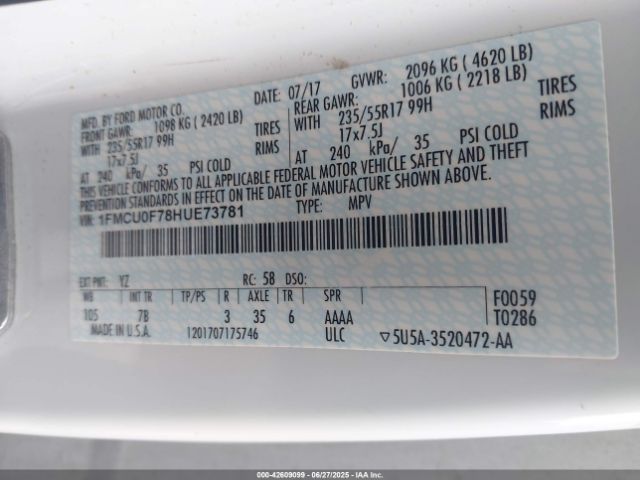 MFD. BY FORD MOTOR CO.
DATE: 07/17 GVWR: 2096 KG ( 4620 LB)
FRONT GAWR: 1098 KG ( 2420 LB)
REAR GAWR: 1006 KG ( 2218 LB)
WITH 235/55R17 99H TIRES
WITH 235/55R17 99H TIRES
17x7.5J RIMS
17x7.5J RIMS
AT 240 kPa/ 35 PSI COLD
AT 240 kPa/ 35 PSI COLD
THIS VEHICLE CONFORMS TO ALL APPLICABLE FEDERAL MOTOR VEHICLE SAFETY AND THEFT
PREVENTION STANDARDS IN EFFECT ON THE DATE OF MANUFACTURE SHOWN ABOVE.
VIN: 1FMCU0F78HUE73781 TYPE: MPV
EXT PNT: YZ RC: 58 DSO:
WB INT TR TP/PS R AXLE TR SPR F0059
105 7B 3 35 6 AAAA T0286
MADE IN U.S.A. 1201707175746 ULC ▽5U5A-3520472-AA
000-42609099 - 06/27/2025 - IAAI.COM